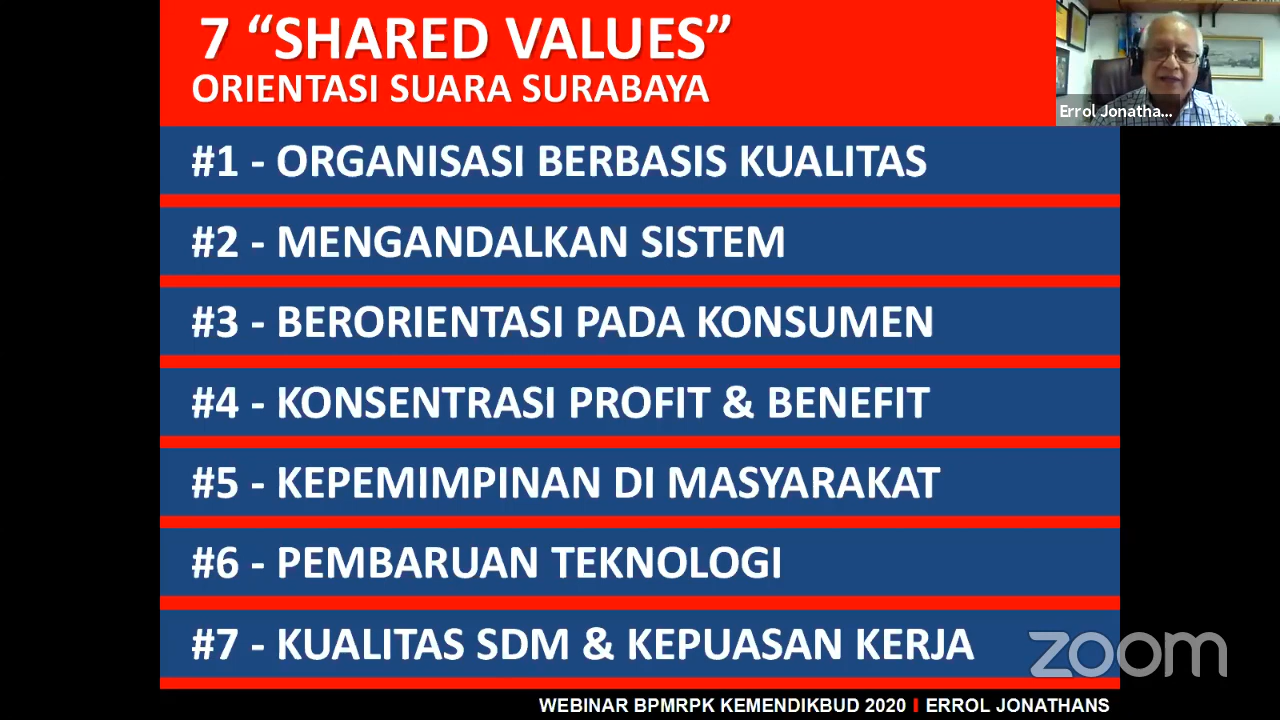 7 “SHARED VALUES”
ORIENTASI SUARA SURABAYA
Errol Jonatha...
#1 - ORGANISASI BERBASIS KUALITAS
#2 - MENGANDALKAN SISTEM
#3 - BERORIENTASI PADA KONSUMEN
#4 - KONSENTRASI PROFIT & BENEFIT
#5 - KEPEMIMPINAN DI MASYARAKAT
#6 - PEMBARUAN TEKNOLOGI
#7 - KUALITAS SDM & KEPUASAN KERJA
zoom
WEBINAR BPMRPK KEMENDIKBUD 2020 I ERROL JONATHANS